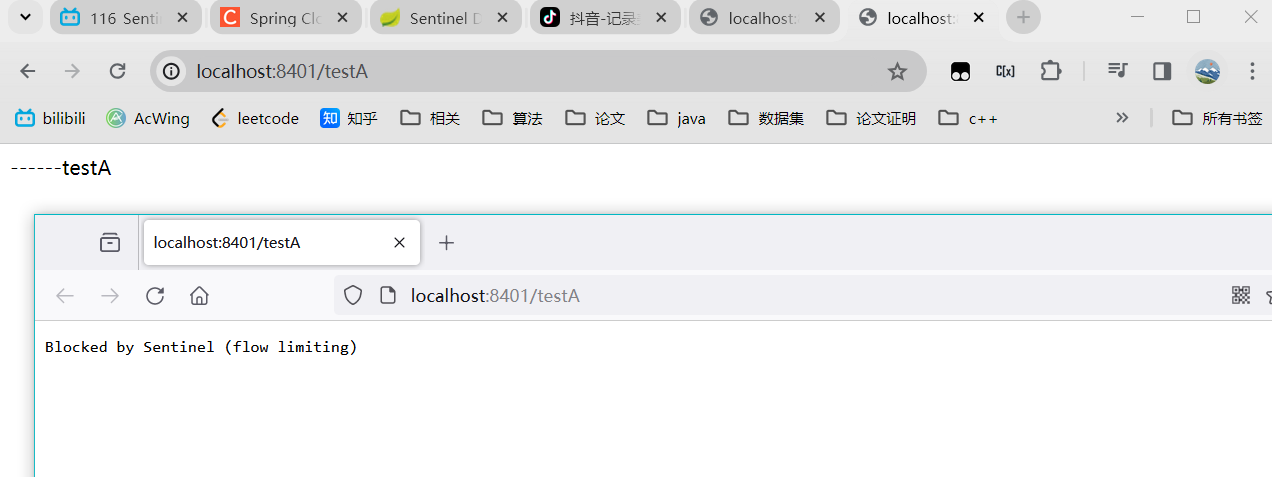 116 Senti
Spring Clo
Sentinel D
抖音-记录
localhost:
localhost:
localhost:8401/testA
C[x]
bilibili
AcWing
leetcode
知 知乎
相关
算法
论文
java
数据集
论文证明
c++
所有书签
------testA
localhost:8401/testA
localhost:8401/testA
Blocked by Sentinel (flow limiting)